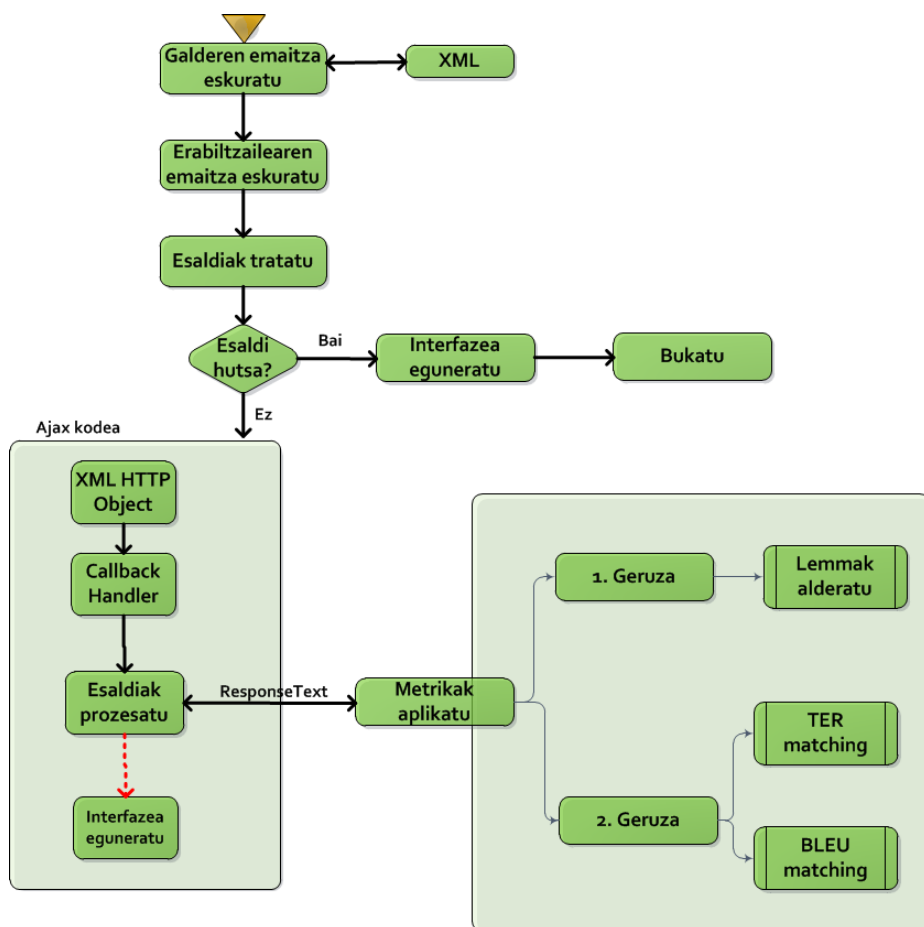 Galderen emaitza
eskuratu
XML
Erabiltzailearen
emaitza eskuratu
Esaldiak tratatu
Esaldi
hutsa?
Bai
Interfazea
eguneratu
Bukatu
Ez
Ajax kodea
XML HTTP
Object
Callback
Handler
Esaldiak
prozesatu
ResponseText
Metrikak
aplikatu
Interfazea
eguneratu
1. Geruza
Lemmak
alderatu
2. Geruza
TER
matching
BLEU
matching